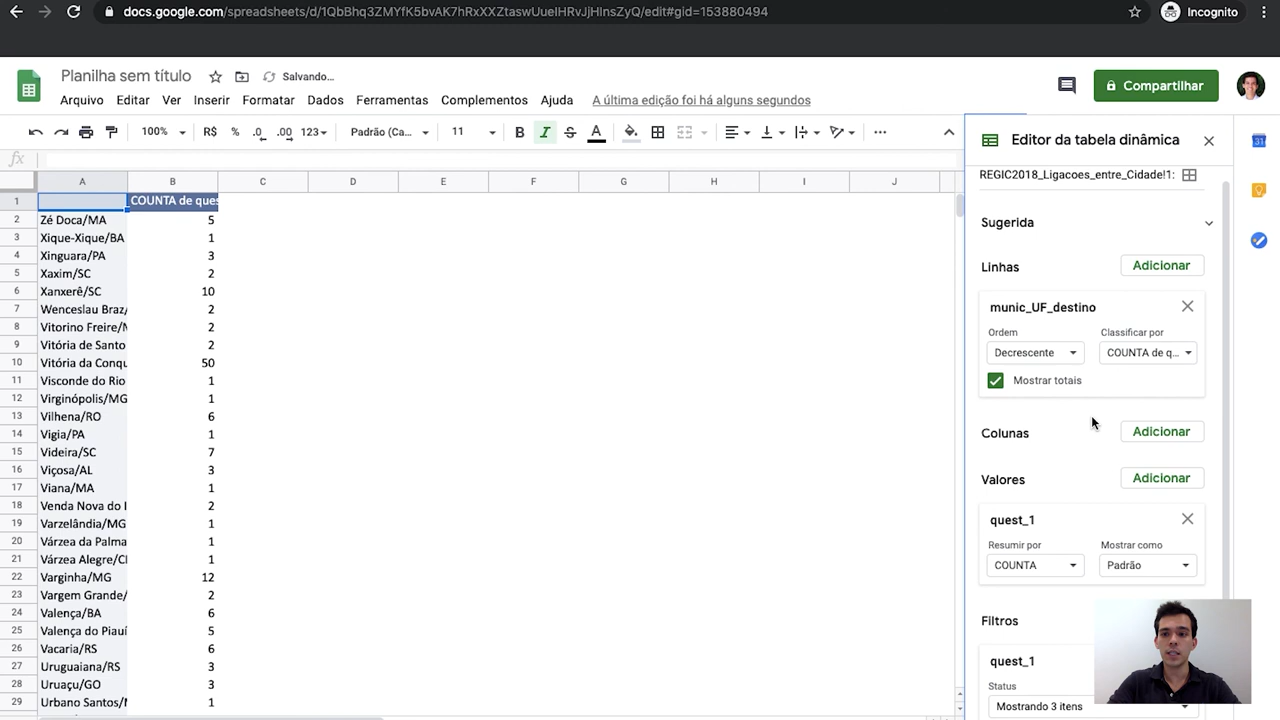 docs.google.com/spreadsheets/d/1QbBhq3ZMYfK5bvAK7hRxXXZtaswUueIHRvJjHInsZyQ/edit#gid=153880494
Incognito
Planilha sem título
Salvando...
Compartilhar
Arquivo Editar Ver Inserir Formatar Dados Ferramentas Complementos Ajuda A última edição foi há alguns segundos
100% R$ % .0 .00 123 Padrão (Ca... 11 B I S A
fx
A B C D E F G H I J
1 COUNTA de ques
2 Zé Doca/MA 5
3 Xique-Xique/BA 1
4 Xinguara/PA 3
5 Xaxim/SC 2
6 Xanxerê/SC 10
7 Wenceslau Braz/ 2
8 Vitorino Freire/M 2
9 Vitória de Santo 2
10 Vitória da Conqu 50
11 Visconde do Rio 1
12 Virginópolis/MG 1
13 Vilhena/RO 6
14 Vigia/PA 1
15 Videira/SC 7
16 Viçosa/AL 3
17 Viana/MA 1
18 Venda Nova do I 2
19 Varzelândia/MG 1
20 Várzea da Palma 1
21 Várzea Alegre/CE 1
22 Varginha/MG 12
23 Vargem Grande/ 2
24 Valença/BA 6
25 Valença do Piauí 5
26 Vacaria/RS 6
27 Uruguaiana/RS 3
28 Uruaçu/GO 3
29 Urbano Santos/M 1
Editor da tabela dinâmica
REGIC2018_Ligacoes_entre_Cidade!1:
Sugerida
Linhas Adicionar
munic_UF_destino
Ordem Classificar por
Decrescente COUNTA de q...
Mostrar totais
Colunas Adicionar
Valores Adicionar
quest_1
Resumir por Mostrar como
COUNTA Padrão
Filtros
quest_1
Status
Mostrando 3 itens
31